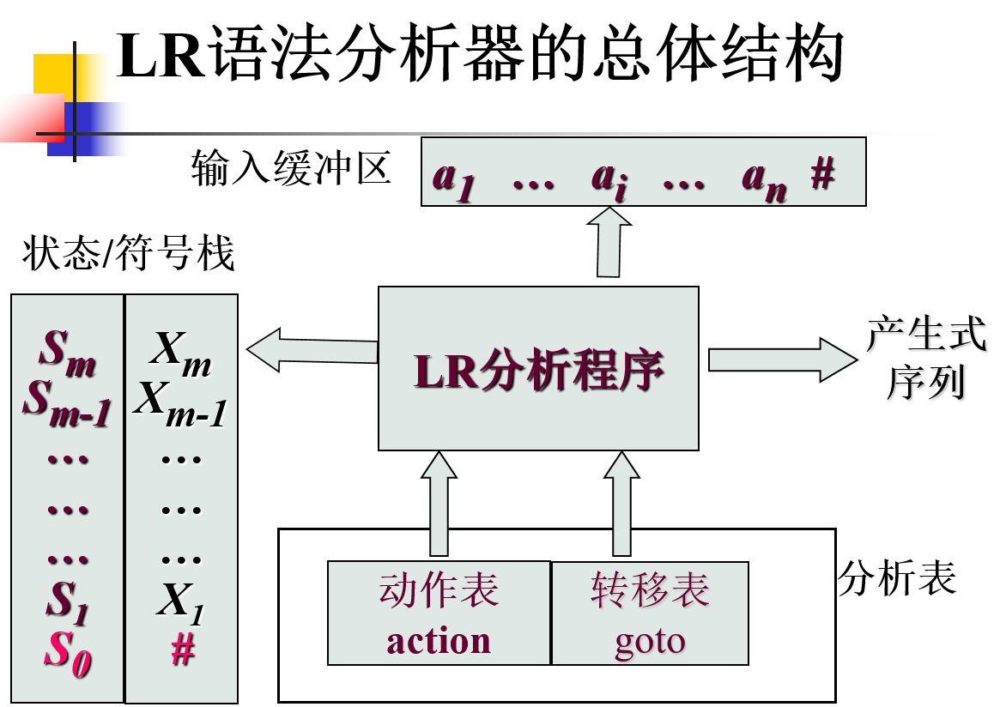 LR语法分析器的总体结构
输入缓冲区
a1 … ai … an #
状态/符号栈
Sm Xm
Sm-1 Xm-1
… …
… …
… …
S1 X1
S0 #
LR分析程序
产生式
序列
动作表
action
转移表
goto
分析表